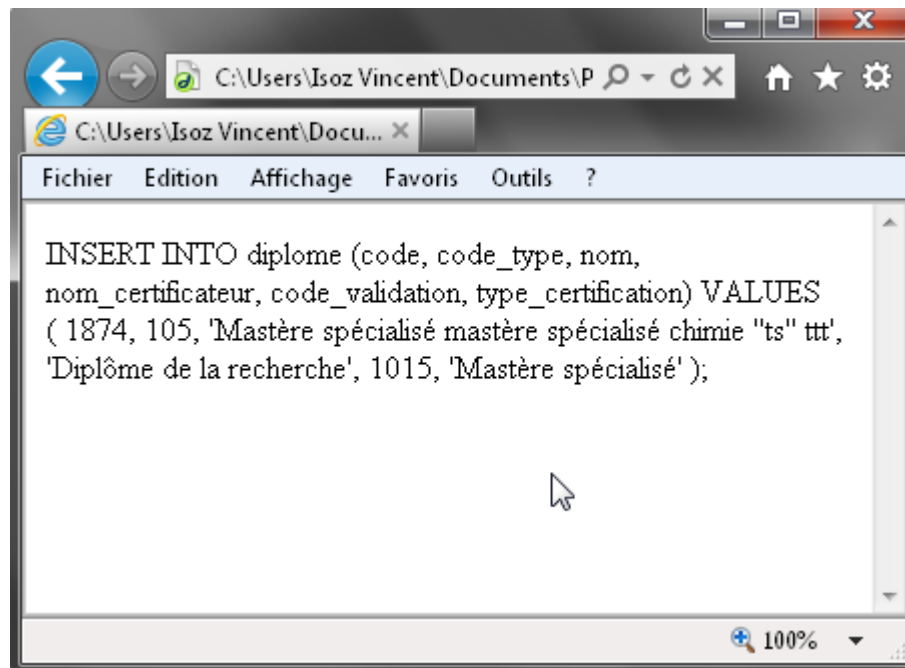 C:\Users\Isoz Vincent\Documents\P
C:\Users\Isoz Vincent\Docu...
Fichier Edition Affichage Favoris Outils ?
INSERT INTO diplome (code, code_type, nom,
nom_certificateur, code_validation, type_certification) VALUES
( 1874, 105, 'Mastère spécialisé mastère spécialisé chimie "ts" ttt',
'Diplôme de la recherche', 1015, 'Mastère spécialisé' );
100%